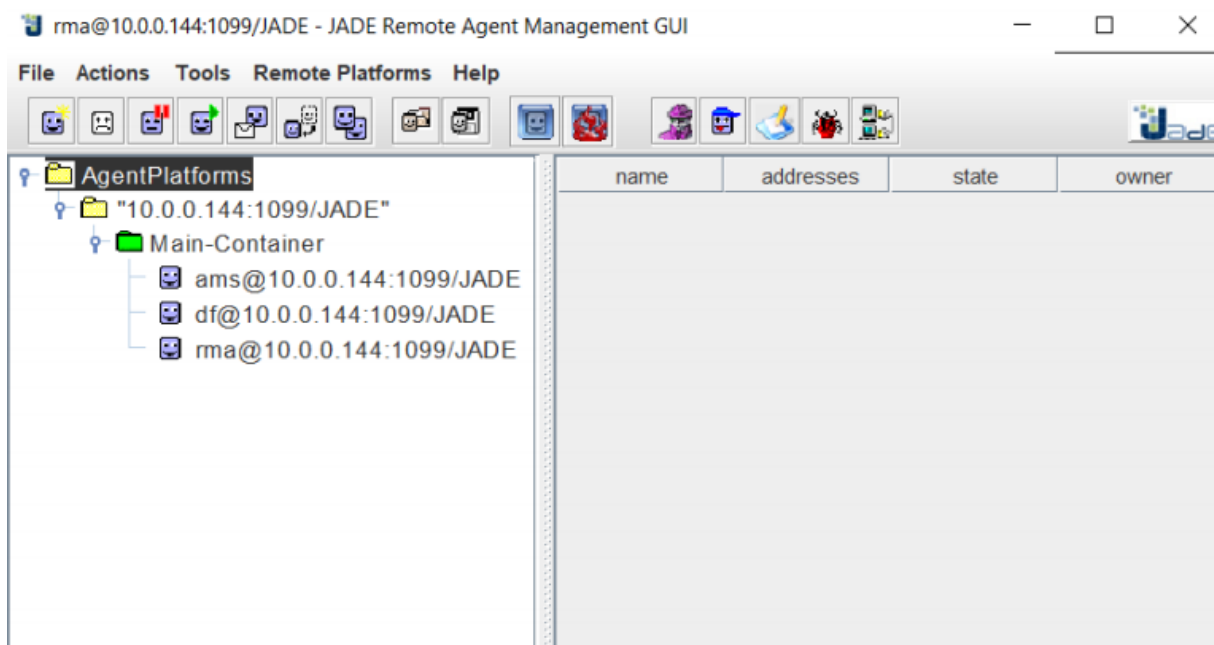 rma@10.0.0.144:1099/JADE - JADE Remote Agent Management GUI
File Actions Tools Remote Platforms Help
Jade
AgentPlatforms
"10.0.0.144:1099/JADE"
Main-Container
ams@10.0.0.144:1099/JADE
df@10.0.0.144:1099/JADE
rma@10.0.0.144:1099/JADE
name addresses state owner